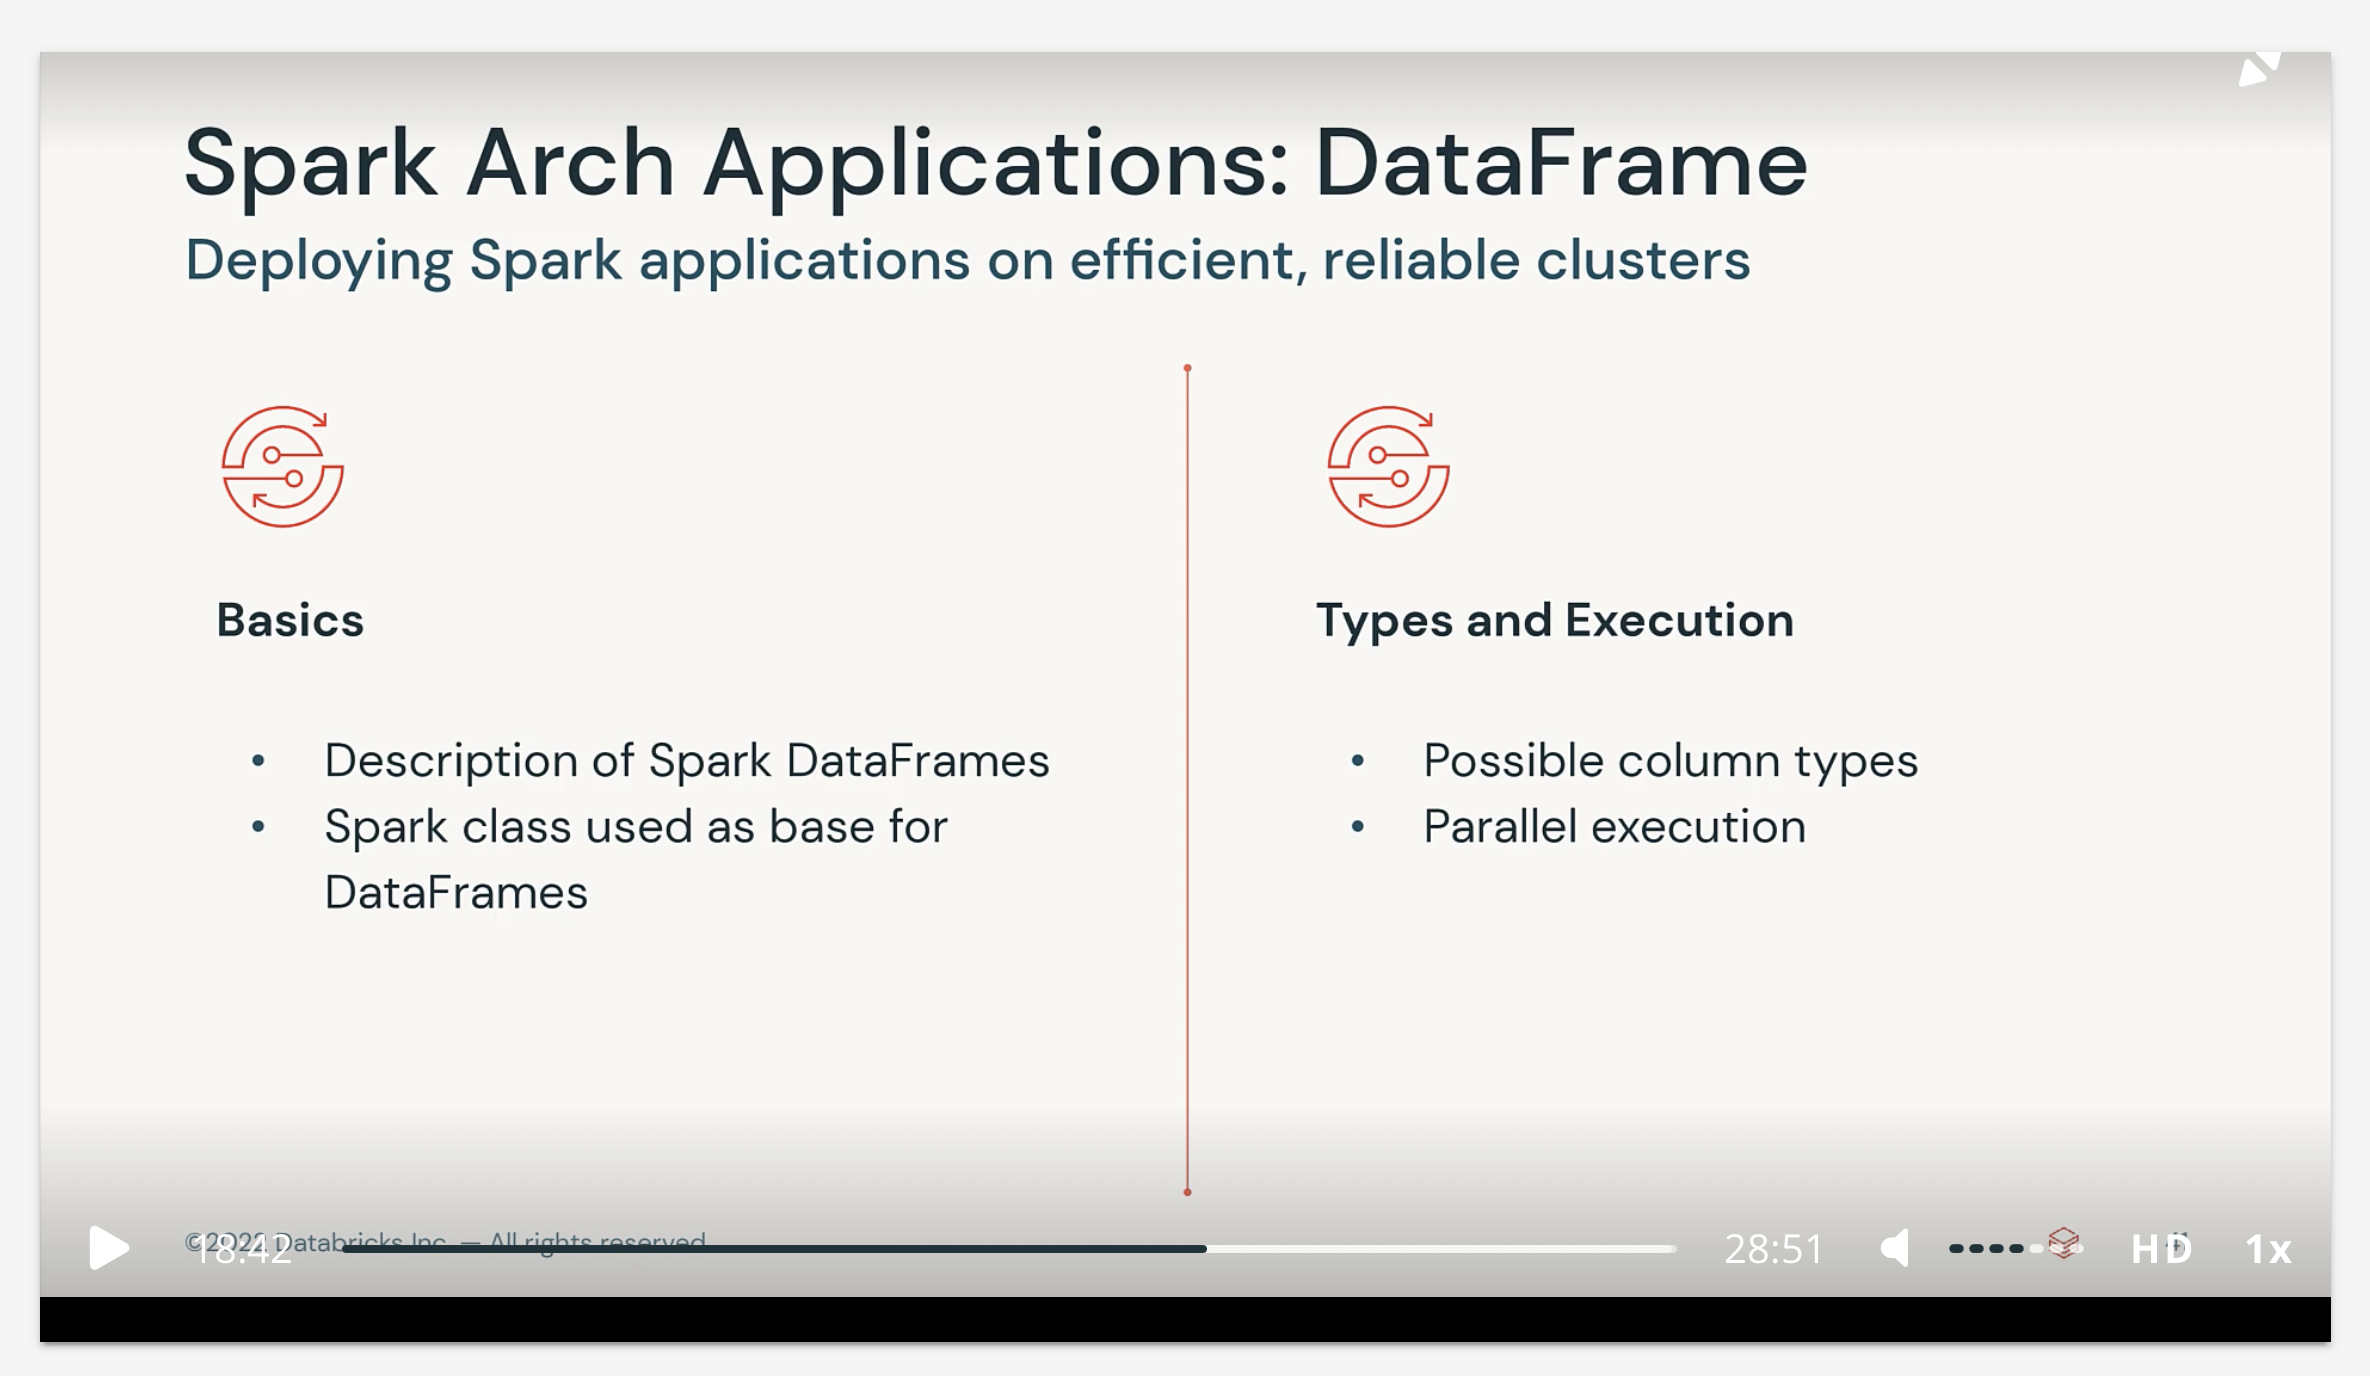 Spark Arch Applications: DataFrame
Deploying Spark applications on efficient, reliable clusters
Basics
• Description of Spark DataFrames
• Spark class used as base for
DataFrames
Types and Execution
• Possible column types
• Parallel execution
©2022 Databricks Inc. — All rights reserved
18:42
28:51
HD
1x